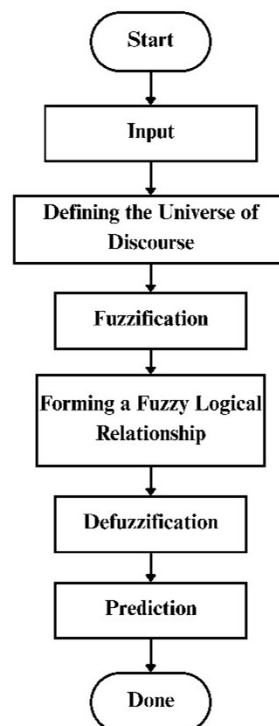 Start
Input
Defining the Universe of
Discourse
Fuzzification
Forming a Fuzzy Logical
Relationship
Defuzzification
Prediction
Done